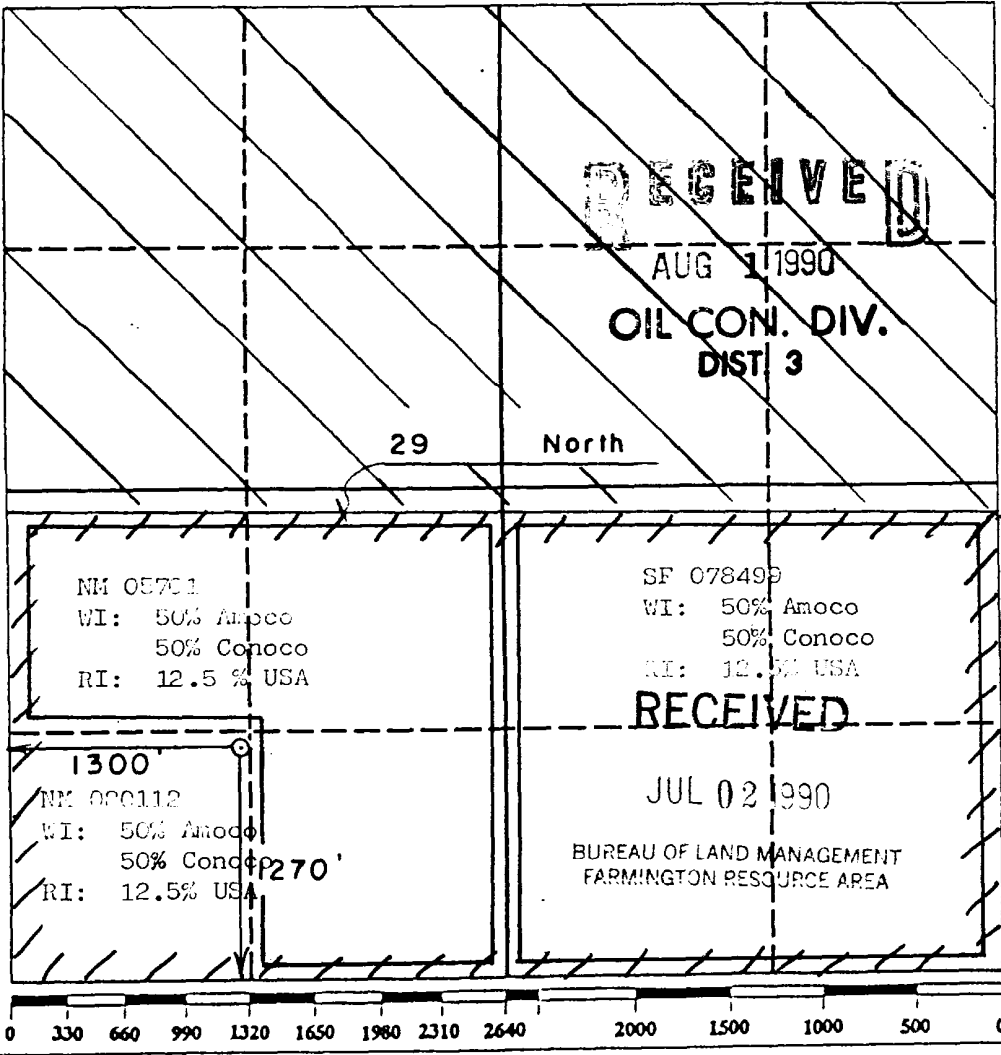 RECEIVED
AUG 1 1990
OIL CON. DIV.
DIST. 3
29 North
NM 05701
WI: 50% Amoco
50% Conoco
RI: 12.5 % USA
SF 078499
WI: 50% Amoco
50% Conoco
RI: 12.5% USA
RECEIVED
JUL 02 1990
BUREAU OF LAND MANAGEMENT
FARMINGTON RESOURCE AREA
1300'
NM
WI: 50% Amoco
50% Conoco
RI: 12.5% USA
1270'
0 330 660 990 1320 1650 1980 2310 2640 2000 1500 1000 500 0